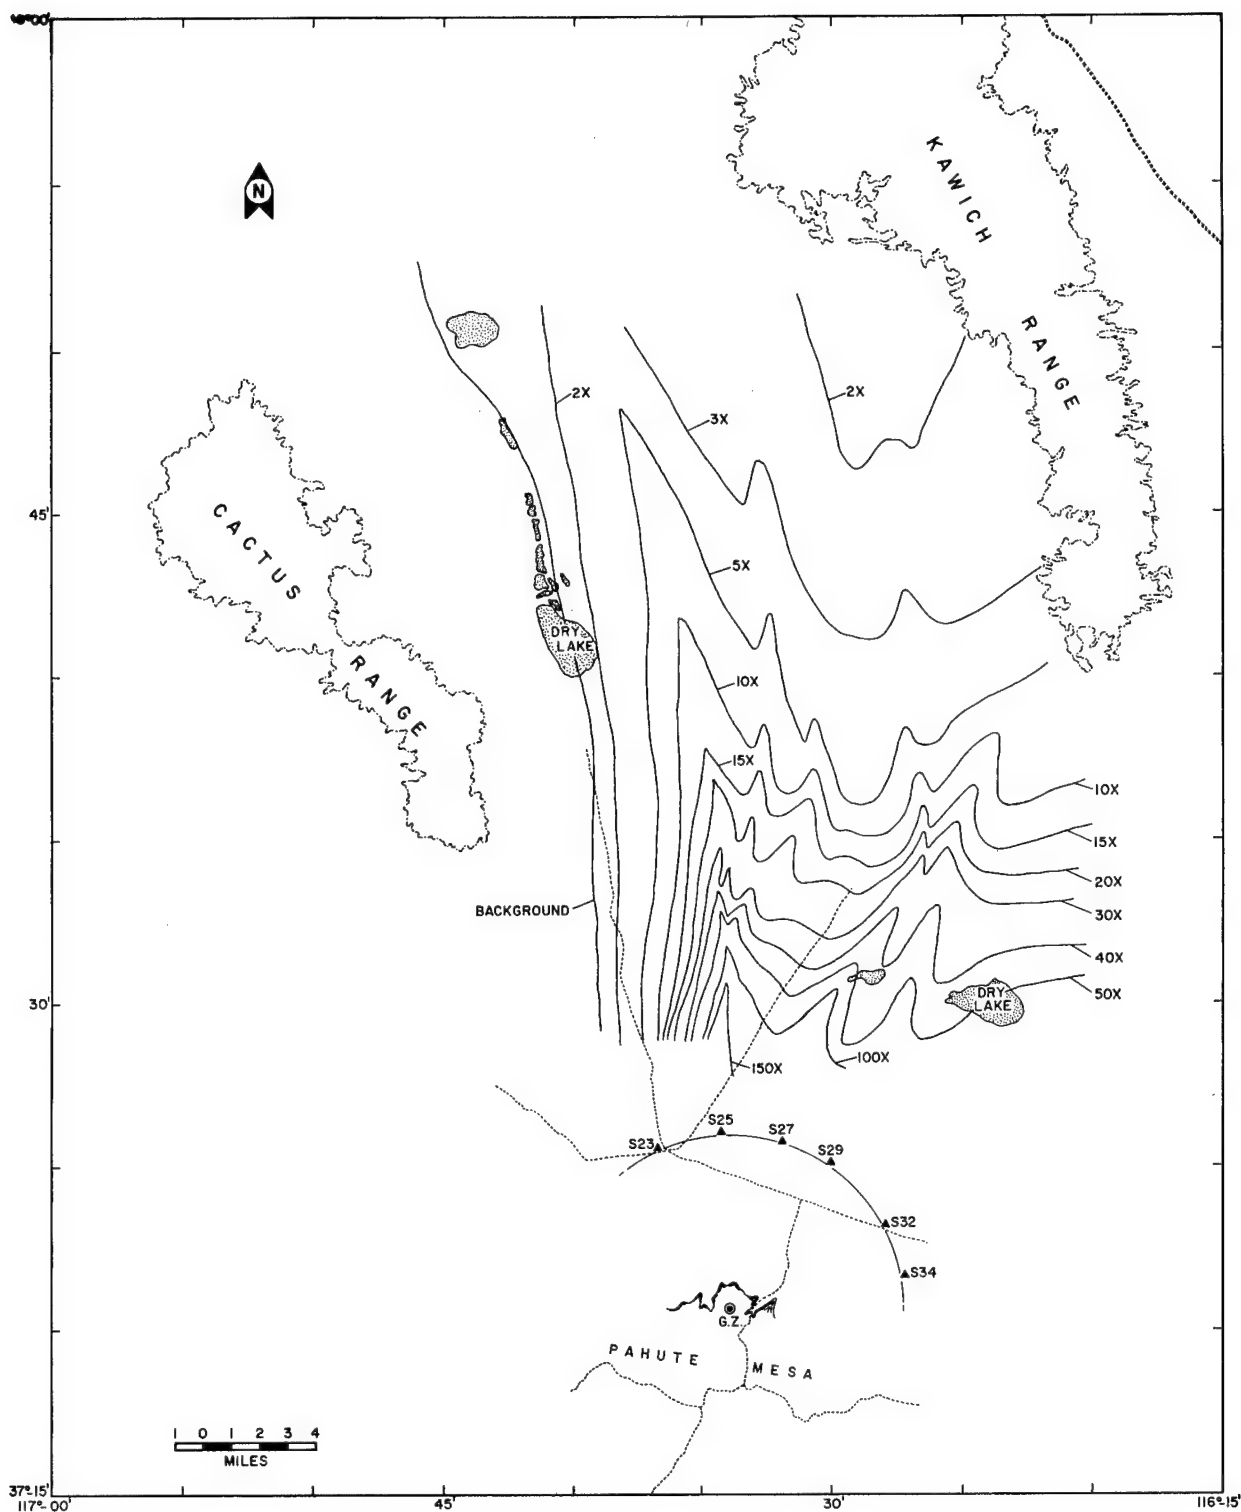 00'
N
KAWICH
RANGE
2X
2X
3X
45'
CACTUS
RANGE
5X
DRY
LAKE
10X
15X
10X
15X
20X
BACKGROUND
30X
40X
50X
30'
DRY
LAKE
100X
150X
S25
S23
S27
S29
S32
S34
G.Z.
PAHUTE MESA
1 0 1 2 3 4
MILES
37°15'
117°00'
45'
30'
116°15'